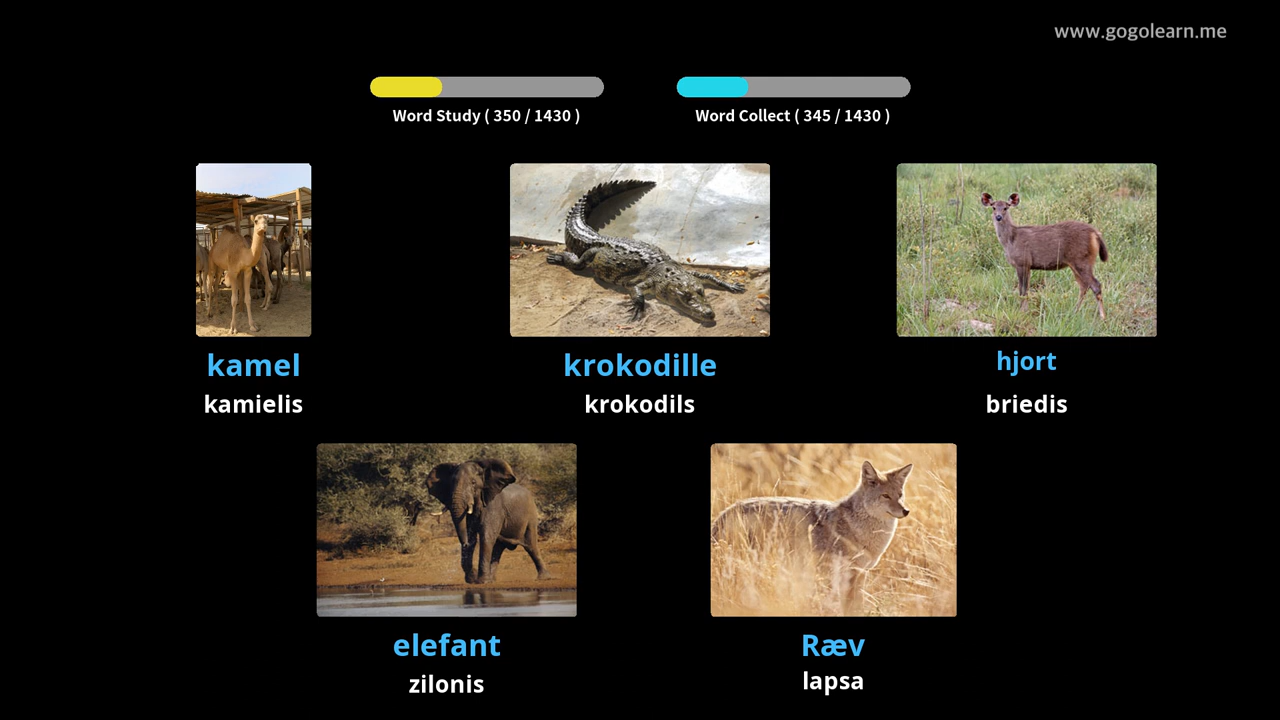 www.gogolearn.me
Word Study ( 350 / 1430 )
Word Collect ( 345 / 1430 )
kamel
kamielis
krokodille
krokodils
hjort
briedis
elefant
zilonis
Ræv
lapsa